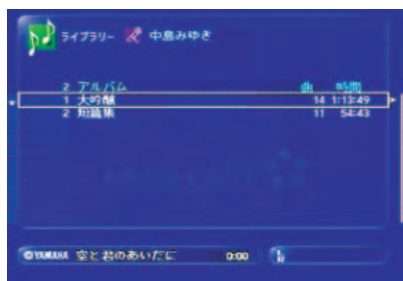 ライブラリー 中島みゆき
2 アルバム 曲 時間
1 大吟醸 14 1:13:49
2 短篇集 11 54:43
YAMAHA 空と君のあいだに 0:00